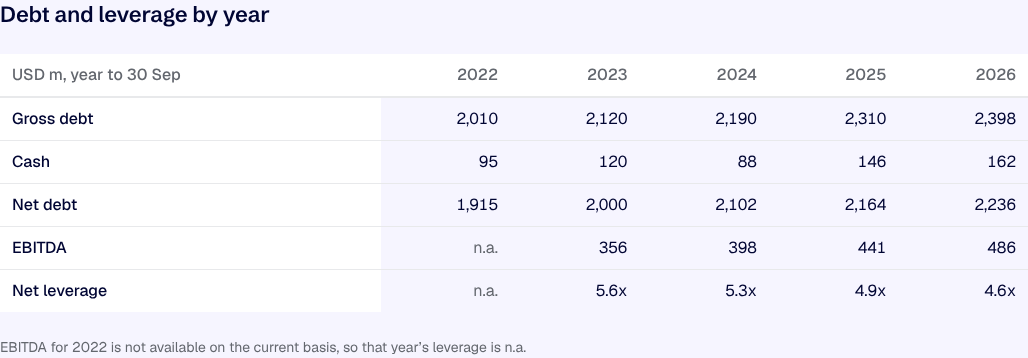 Debt and leverage by year
USD m, year to 30 Sep 2022 2023 2024 2025 2026
Gross debt 2,010 2,120 2,190 2,310 2,398
Cash 95 120 88 146 162
Net debt 1,915 2,000 2,102 2,164 2,236
EBITDA n.a. 356 398 441 486
Net leverage n.a. 5.6x 5.3x 4.9x 4.6x
EBITDA for 2022 is not available on the current basis, so that year’s leverage is n.a.